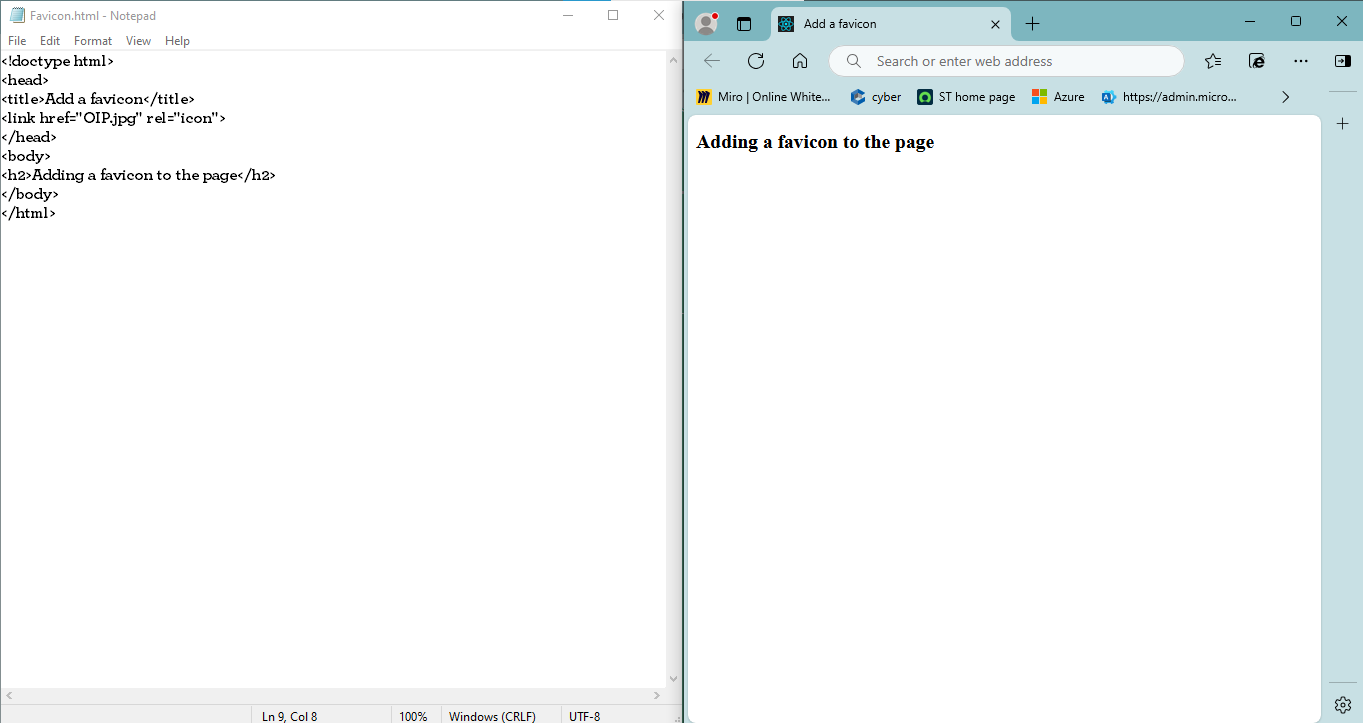 Favicon.html - Notepad
File Edit Format View Help
<!doctype html>
<head>
<title>Add a favicon</title>
<link href="OIP.jpg" rel="icon">
</head>
<body>
<h2>Adding a favicon to the page</h2>
</body>
</html>
Ln 9, Col 8 100% Windows (CRLF) UTF-8
Add a favicon
Search or enter web address
Miro | Online White... cyber ST home page Azure https://admin.micro...
Adding a favicon to the page